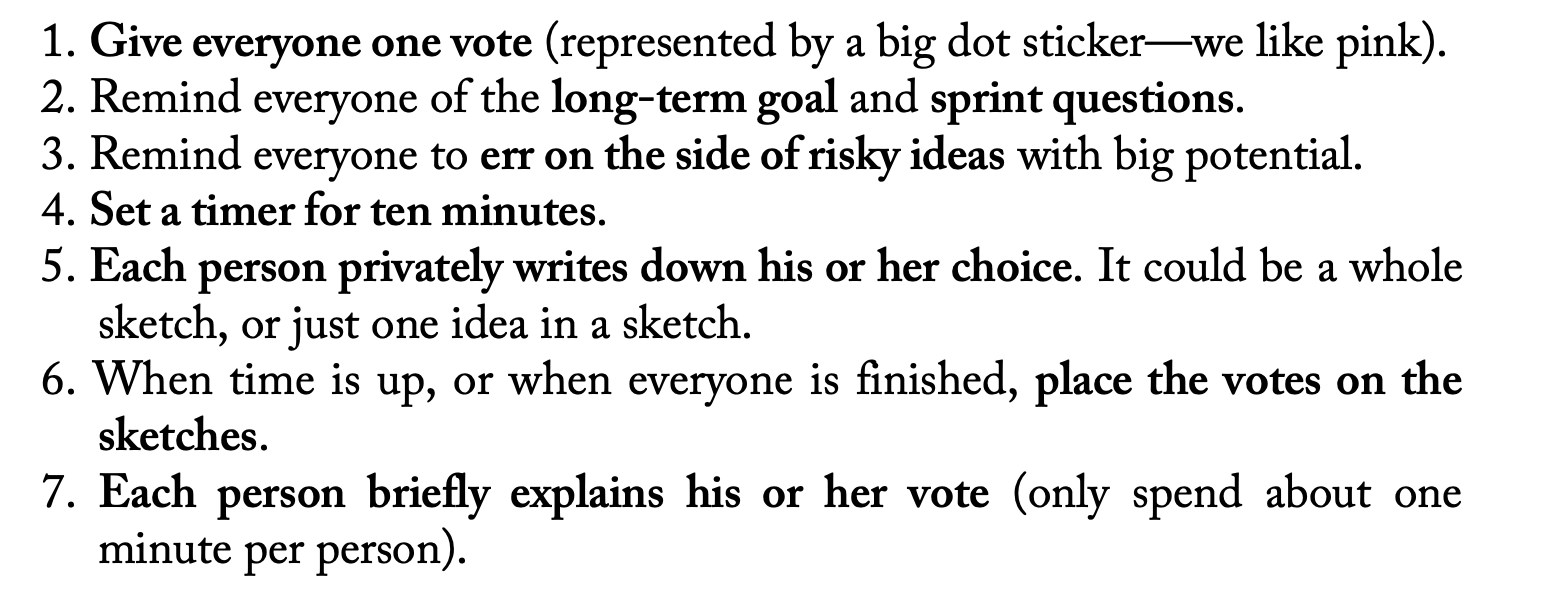 1. Give everyone one vote (represented by a big dot sticker—we like pink).
2. Remind everyone of the long-term goal and sprint questions.
3. Remind everyone to err on the side of risky ideas with big potential.
4. Set a timer for ten minutes.
5. Each person privately writes down his or her choice. It could be a whole
sketch, or just one idea in a sketch.
6. When time is up, or when everyone is finished, place the votes on the
sketches.
7. Each person briefly explains his or her vote (only spend about one
minute per person).